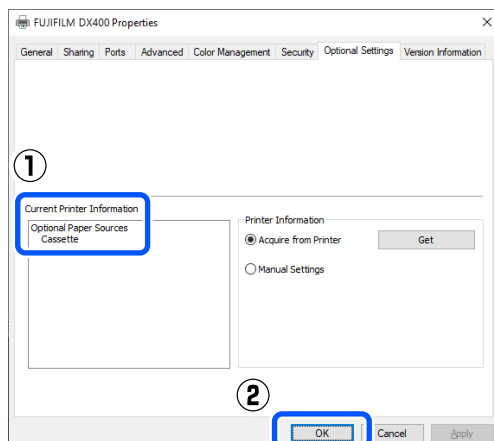 FUJIFILM DX400 Properties
General Sharing Ports Advanced Color Management Security Optional Settings Version Information
①
Current Printer Information
Optional Paper Sources
Cassette
Printer Information
Acquire from Printer
Get
Manual Settings
②
OK Cancel Apply